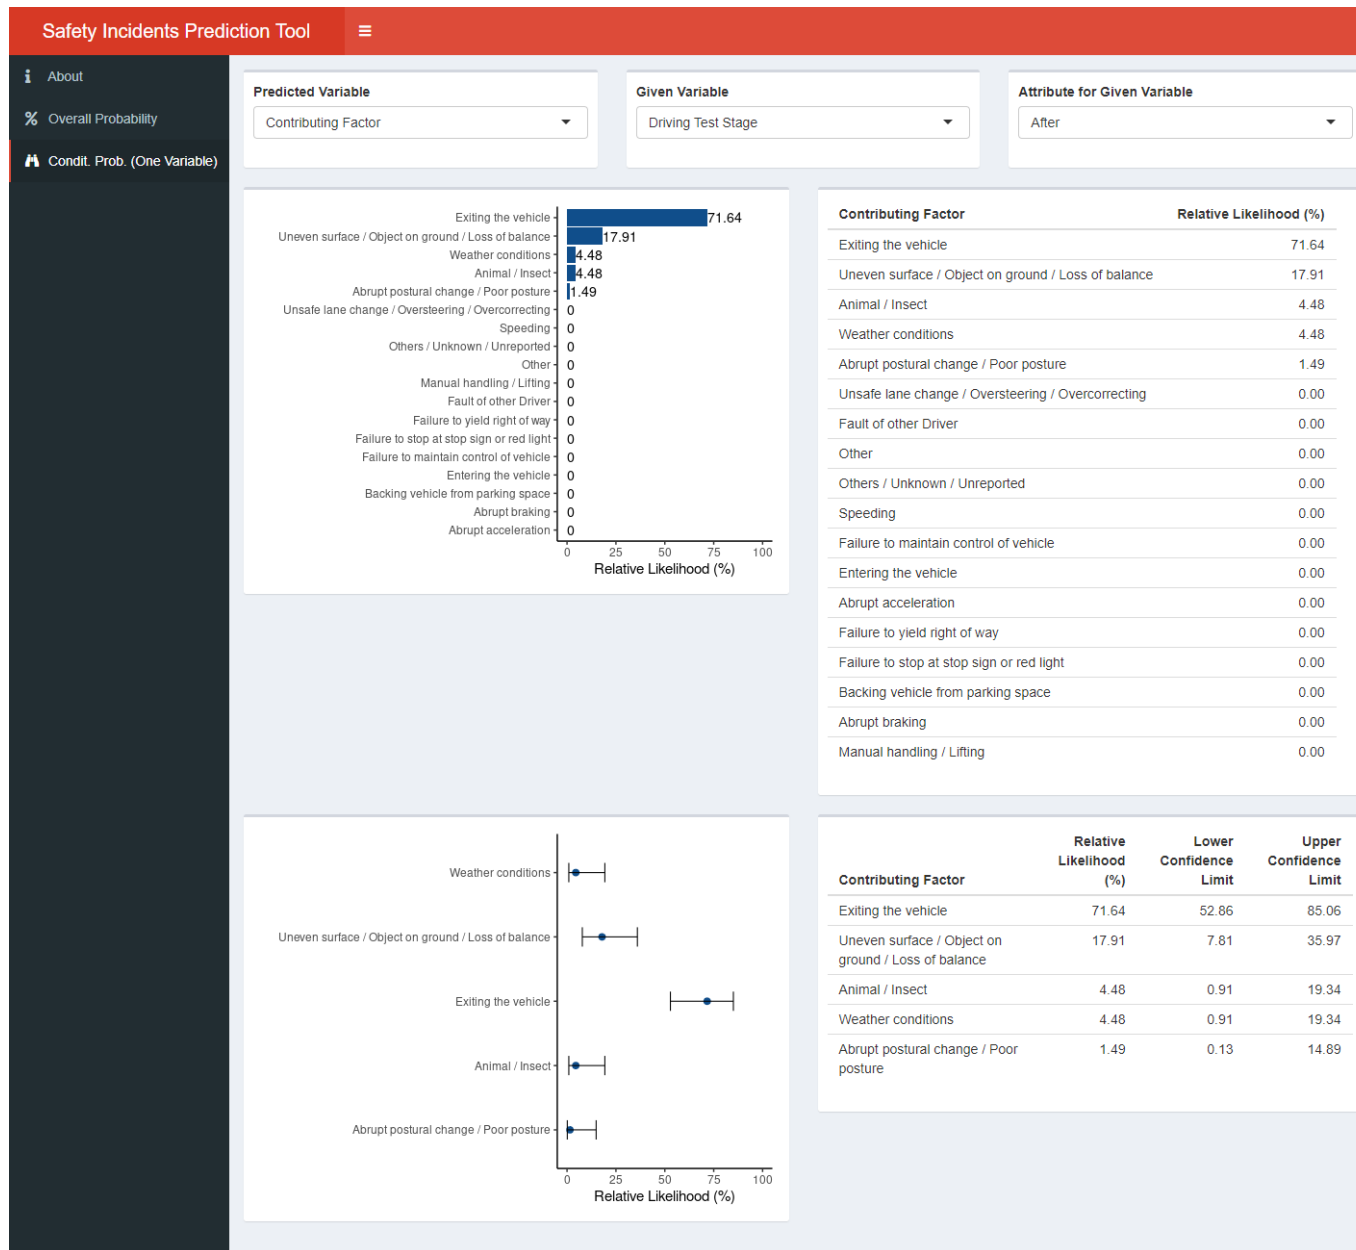 Safety Incidents Prediction Tool
About
Overall Probability
Condit. Prob. (One Variable)
Predicted Variable
Contributing Factor
Given Variable
Driving Test Stage
Attribute for Given Variable
After
Exiting the vehicle 71.64
Uneven surface / Object on ground / Loss of balance 17.91
Weather conditions 4.48
Animal / Insect 4.48
Abrupt postural change / Poor posture 1.49
Unsafe lane change / Oversteering / Overcorrecting 0
Speeding 0
Others / Unknown / Unreported 0
Other 0
Manual handling / Lifting 0
Fault of other Driver 0
Failure to yield right of way 0
Failure to stop at stop sign or red light 0
Failure to maintain control of vehicle 0
Entering the vehicle 0
Backing vehicle from parking space 0
Abrupt braking 0
Abrupt acceleration 0
0 25 50 75 100
Relative Likelihood (%)
Contributing Factor Relative Likelihood (%)
Exiting the vehicle 71.64
Uneven surface / Object on ground / Loss of balance 17.91
Animal / Insect 4.48
Weather conditions 4.48
Abrupt postural change / Poor posture 1.49
Unsafe lane change / Oversteering / Overcorrecting 0.00
Fault of other Driver 0.00
Other 0.00
Others / Unknown / Unreported 0.00
Speeding 0.00
Failure to maintain control of vehicle 0.00
Entering the vehicle 0.00
Abrupt acceleration 0.00
Failure to yield right of way 0.00
Failure to stop at stop sign or red light 0.00
Backing vehicle from parking space 0.00
Abrupt braking 0.00
Manual handling / Lifting 0.00
Weather conditions
Uneven surface / Object on ground / Loss of balance
Exiting the vehicle
Animal / Insect
Abrupt postural change / Poor posture
0 25 50 75 100
Relative Likelihood (%)
Relative Lower Upper
Likelihood Confidence Confidence
Contributing Factor (%) Limit Limit
Exiting the vehicle 71.64 52.86 85.06
Uneven surface / Object on 17.91 7.81 35.97
ground / Loss of balance
Animal / Insect 4.48 0.91 19.34
Weather conditions 4.48 0.91 19.34
Abrupt postural change / Poor 1.49 0.13 14.89
posture